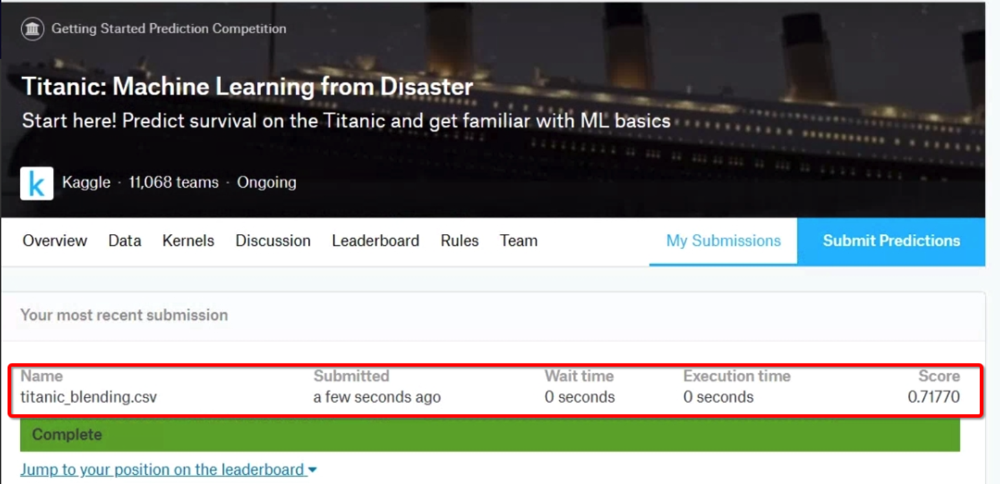 Getting Started Prediction Competition
Titanic: Machine Learning from Disaster
Start here! Predict survival on the Titanic and get familiar with ML basics
k Kaggle · 11,068 teams · Ongoing
Overview Data Kernels Discussion Leaderboard Rules Team My Submissions Submit Predictions
Your most recent submission
Name Submitted Wait time Execution time Score
titanic_blending.csv a few seconds ago 0 seconds 0 seconds 0.71770
Complete
Jump to your position on the leaderboard